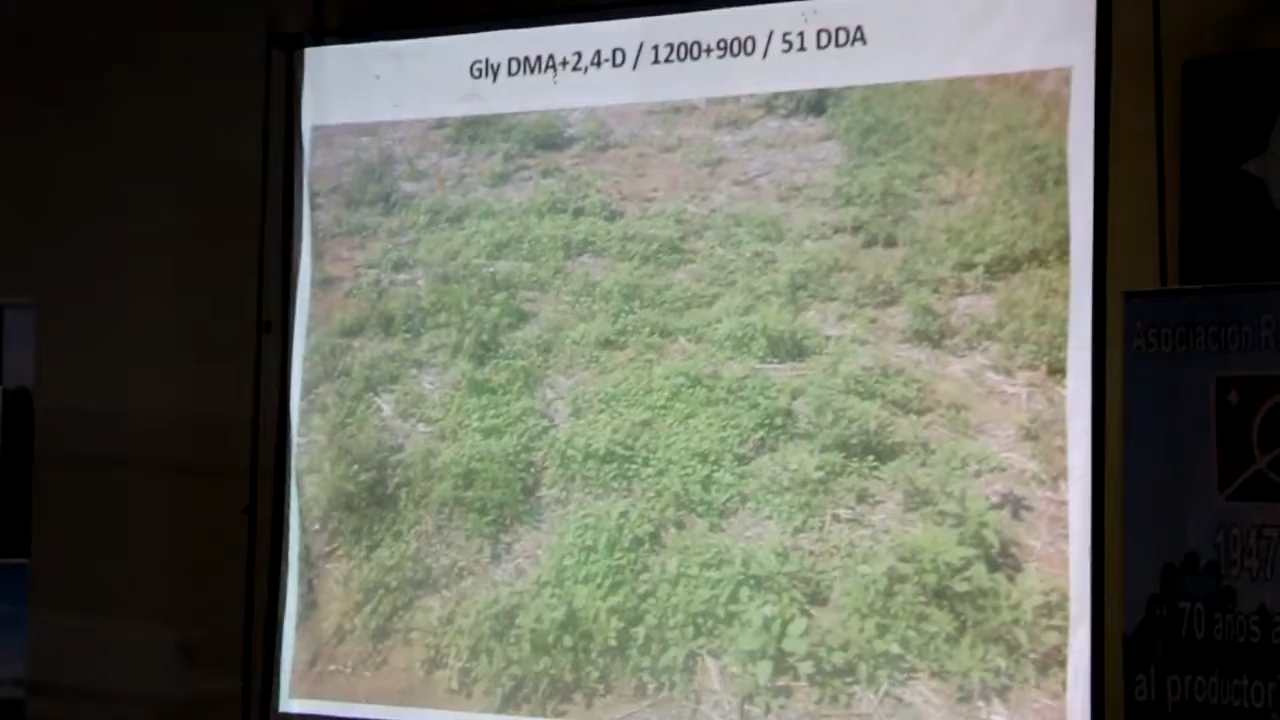 Gly DMA+2,4-D / 1200+900 / 51 DDA
Asociación R
1947
" 70 años a
al productor